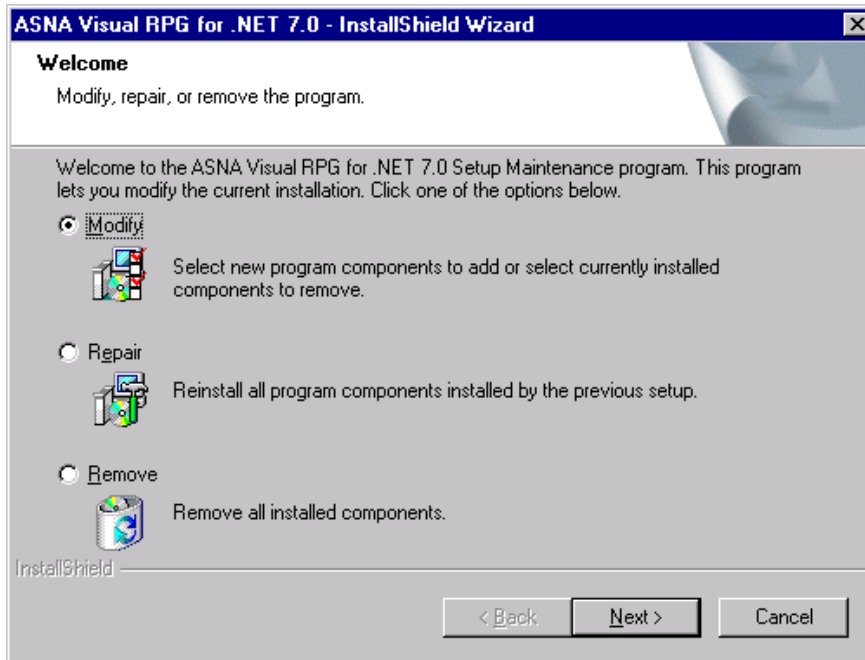 ASNA Visual RPG for .NET 7.0 - InstallShield Wizard
Welcome
Modify, repair, or remove the program.
Welcome to the ASNA Visual RPG for .NET 7.0 Setup Maintenance program. This program
lets you modify the current installation. Click one of the options below.
Modify
Select new program components to add or select currently installed
components to remove.
Repair
Reinstall all program components installed by the previous setup.
Remove
Remove all installed components.
InstallShield
< Back
Next >
Cancel